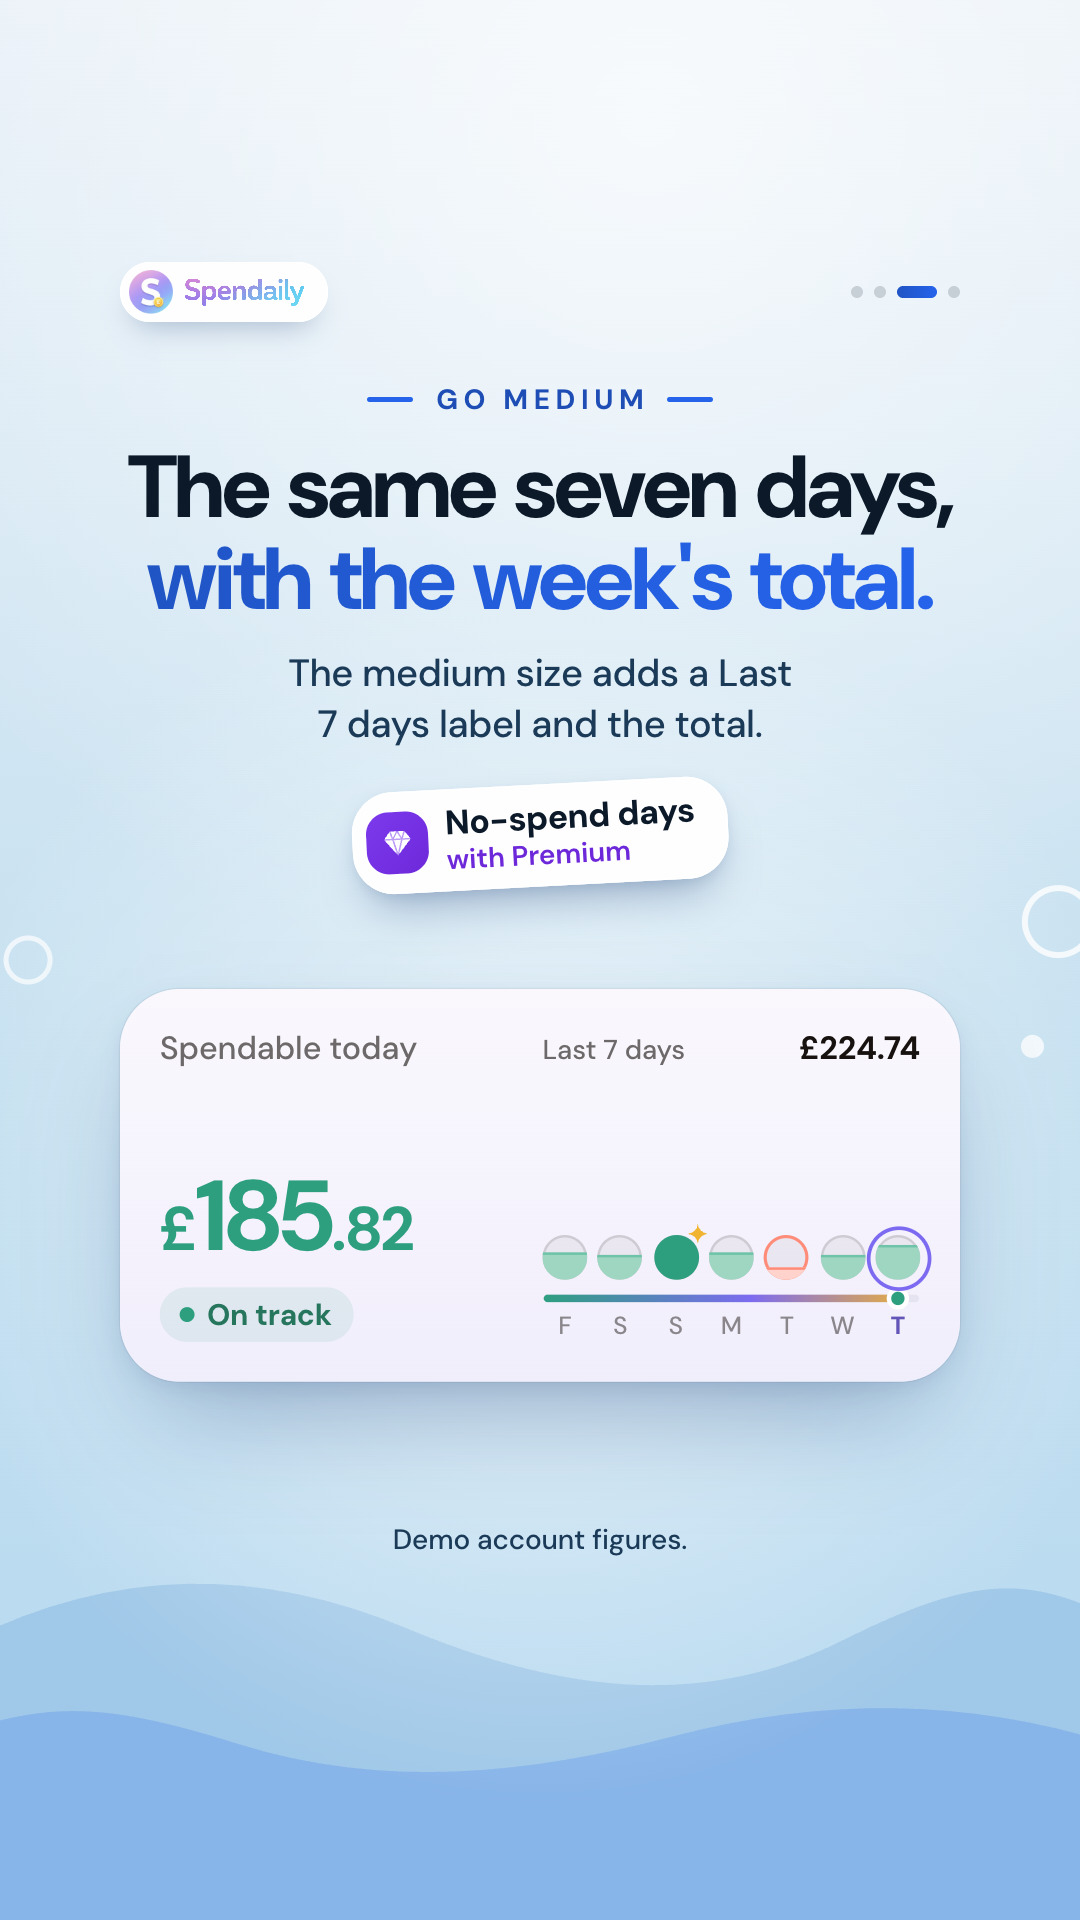 Spendaily
GO MEDIUM
The same seven days,
with the week's total.
The medium size adds a Last
7 days label and the total.
No-spend days
with Premium
Spendable today
Last 7 days
£224.74
£185.82
On track
F S S M T W T
Demo account figures.